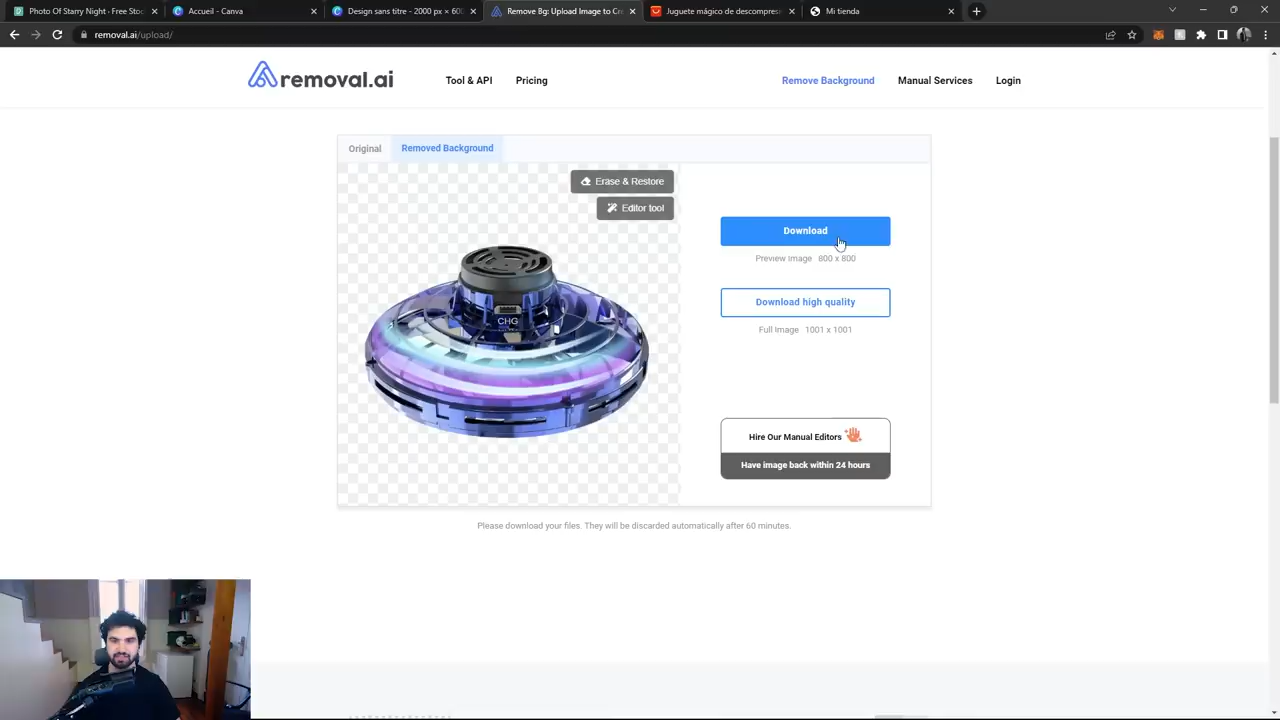 Photo Of Starry Night · Free Stoc
Accueil - Canva
Design sans titre - 2000 px × 600
Remove Bg: Upload Image to Cre
Juguete mágico de descompres
Mi tienda
removal.ai/upload/
removal.ai
Tool & API
Pricing
Remove Background
Manual Services
Login
Original
Removed Background
Erase & Restore
Editor tool
CHG
Download
Preview Image 800 x 800
Download high quality
Full Image 1001 x 1001
Hire Our Manual Editors
Have image back within 24 hours
Please download your files. They will be discarded automatically after 60 minutes.